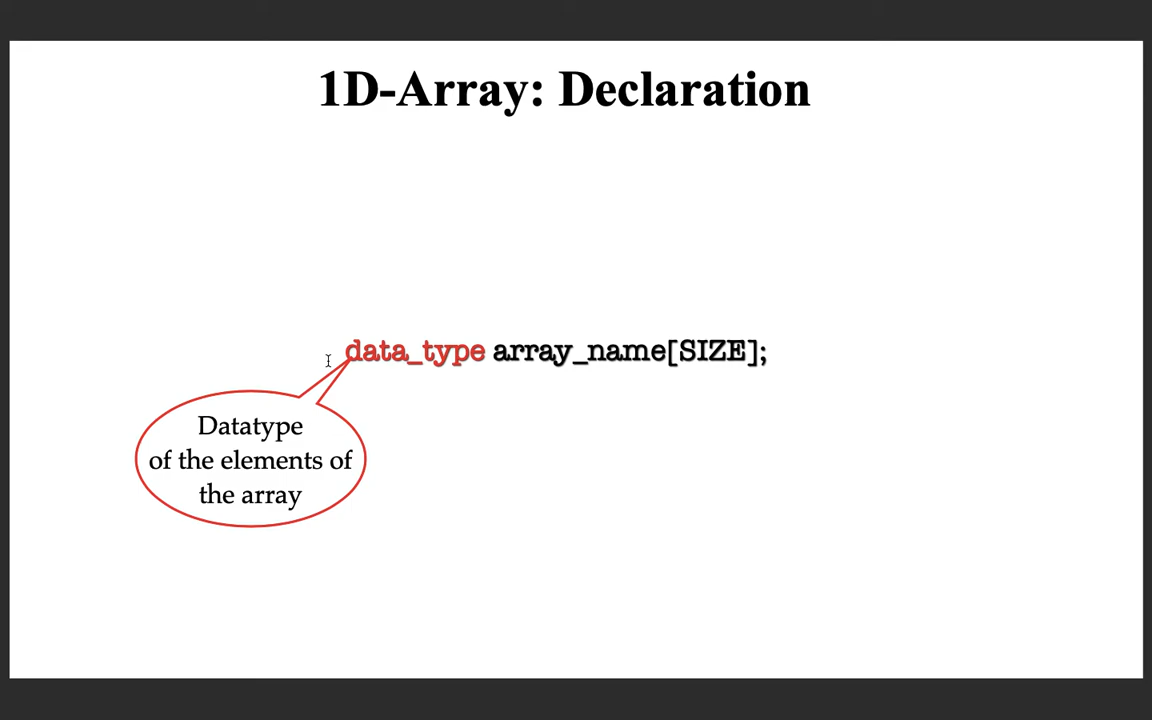 1D-Array: Declaration
data_type array_name[SIZE];
Datatype
of the elements of
the array